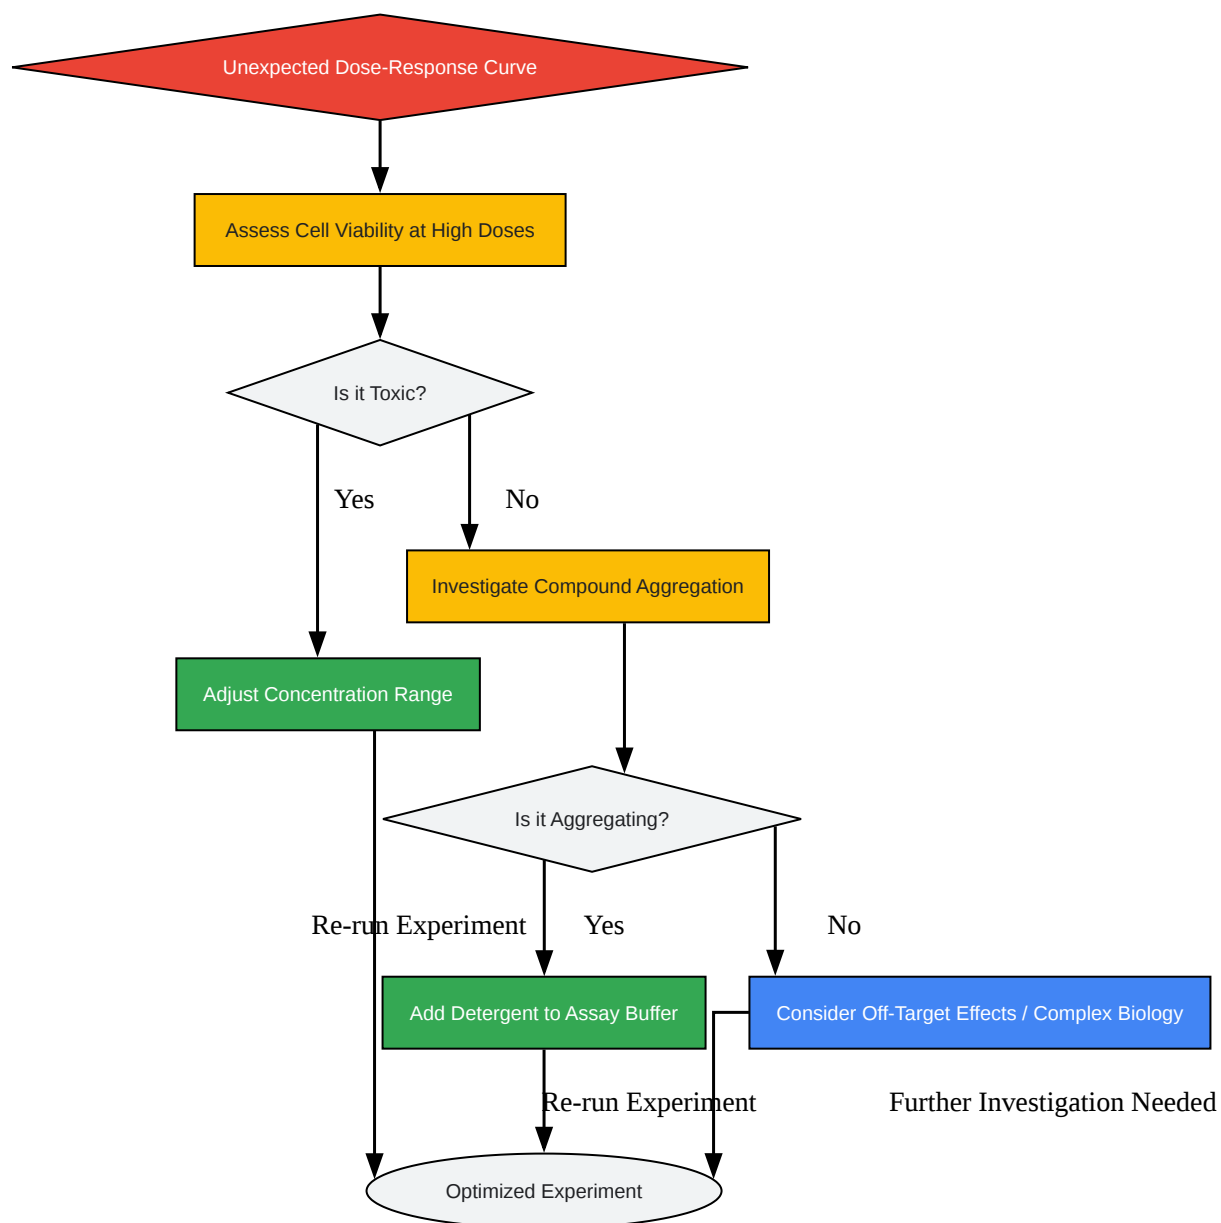 Unexpected Dose-Response Curve
Assess Cell Viability at High Doses
Is it Toxic?
Yes
No
Investigate Compound Aggregation
Adjust Concentration Range
Is it Aggregating?
Re-run Experiment
Yes
No
Add Detergent to Assay Buffer
Consider Off-Target Effects / Complex Biology
Re-run Experiment
Further Investigation Needed
Optimized Experiment